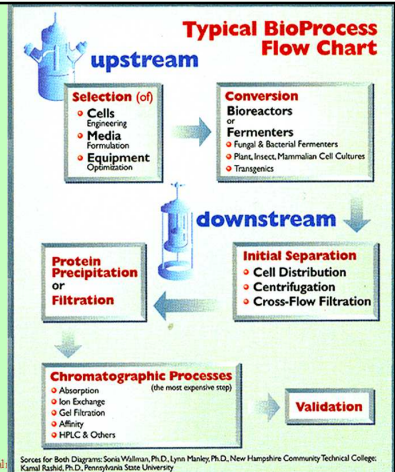 Typical BioProcess
Flow Chart
upstream
Selection (of)
Cells
Engineering
Media
Formulation
Equipment
Optimization
Conversion
Bioreactors
or
Fermenters
Fungal & Bacterial Fermenters
Plant, Insect, Mammalian Cell Cultures
Transgenics
downstream
Protein
Precipitation
or
Filtration
Initial Separation
Cell Distribution
Centrifugation
Cross-Flow Filtration
Chromatographic Processes
(the most expensive step)
Absorption
Ion Exchange
Gel Filtration
Affinity
HPLC & Others
Validation
Sorces for Both Diagrams: Sonia Wallman, Ph.D., Lynn Manley, Ph.D., New Hampshire Community Technical College;
Kamal Rashid, Ph.D., Pennsylvania State University